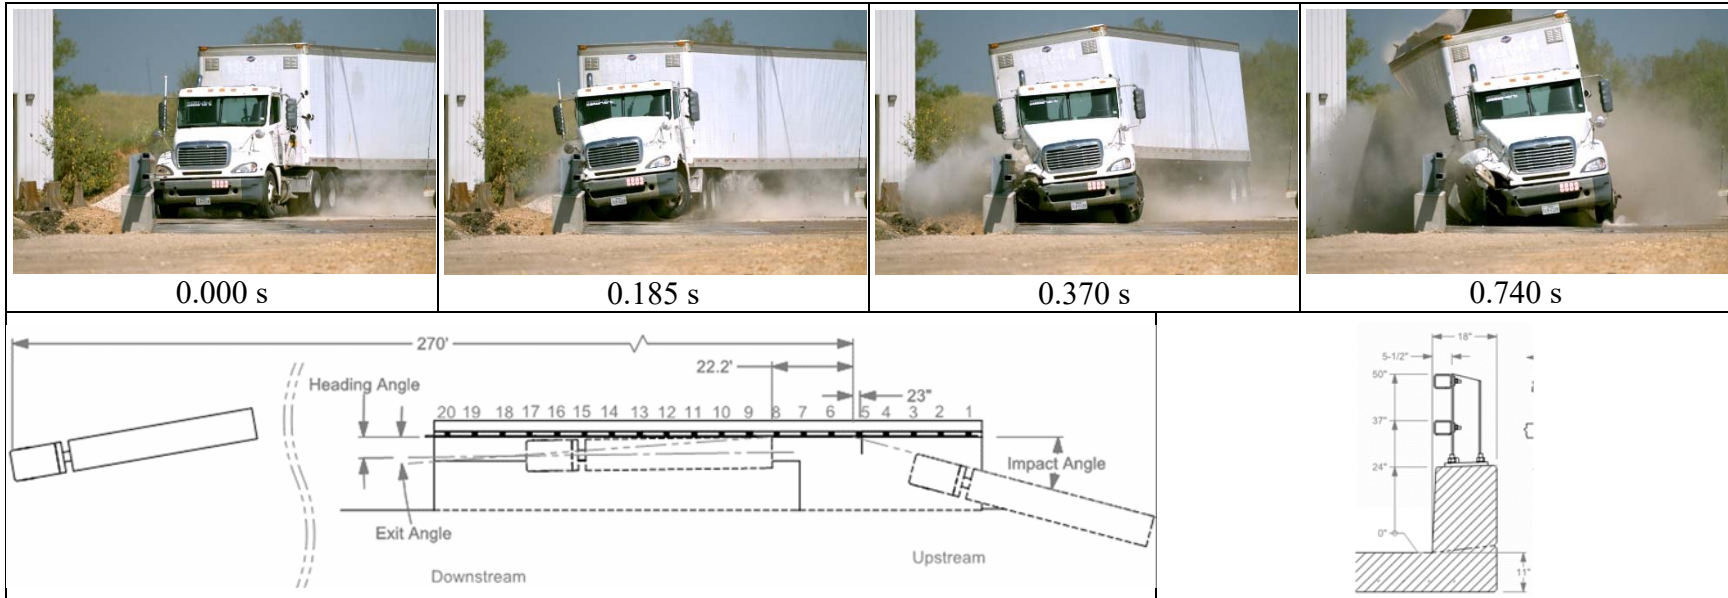 0.000 s
0.185 s
0.370 s
0.740 s
270'
22.2'
23"
Heading Angle
20 19 18 17 16 15 14 13 12 11 10 9 8 7 6 5 4 3 2 1
Impact Angle
Exit Angle
Upstream
Downstream
18"
5-1/2"
50"
37"
24"
0"
11"